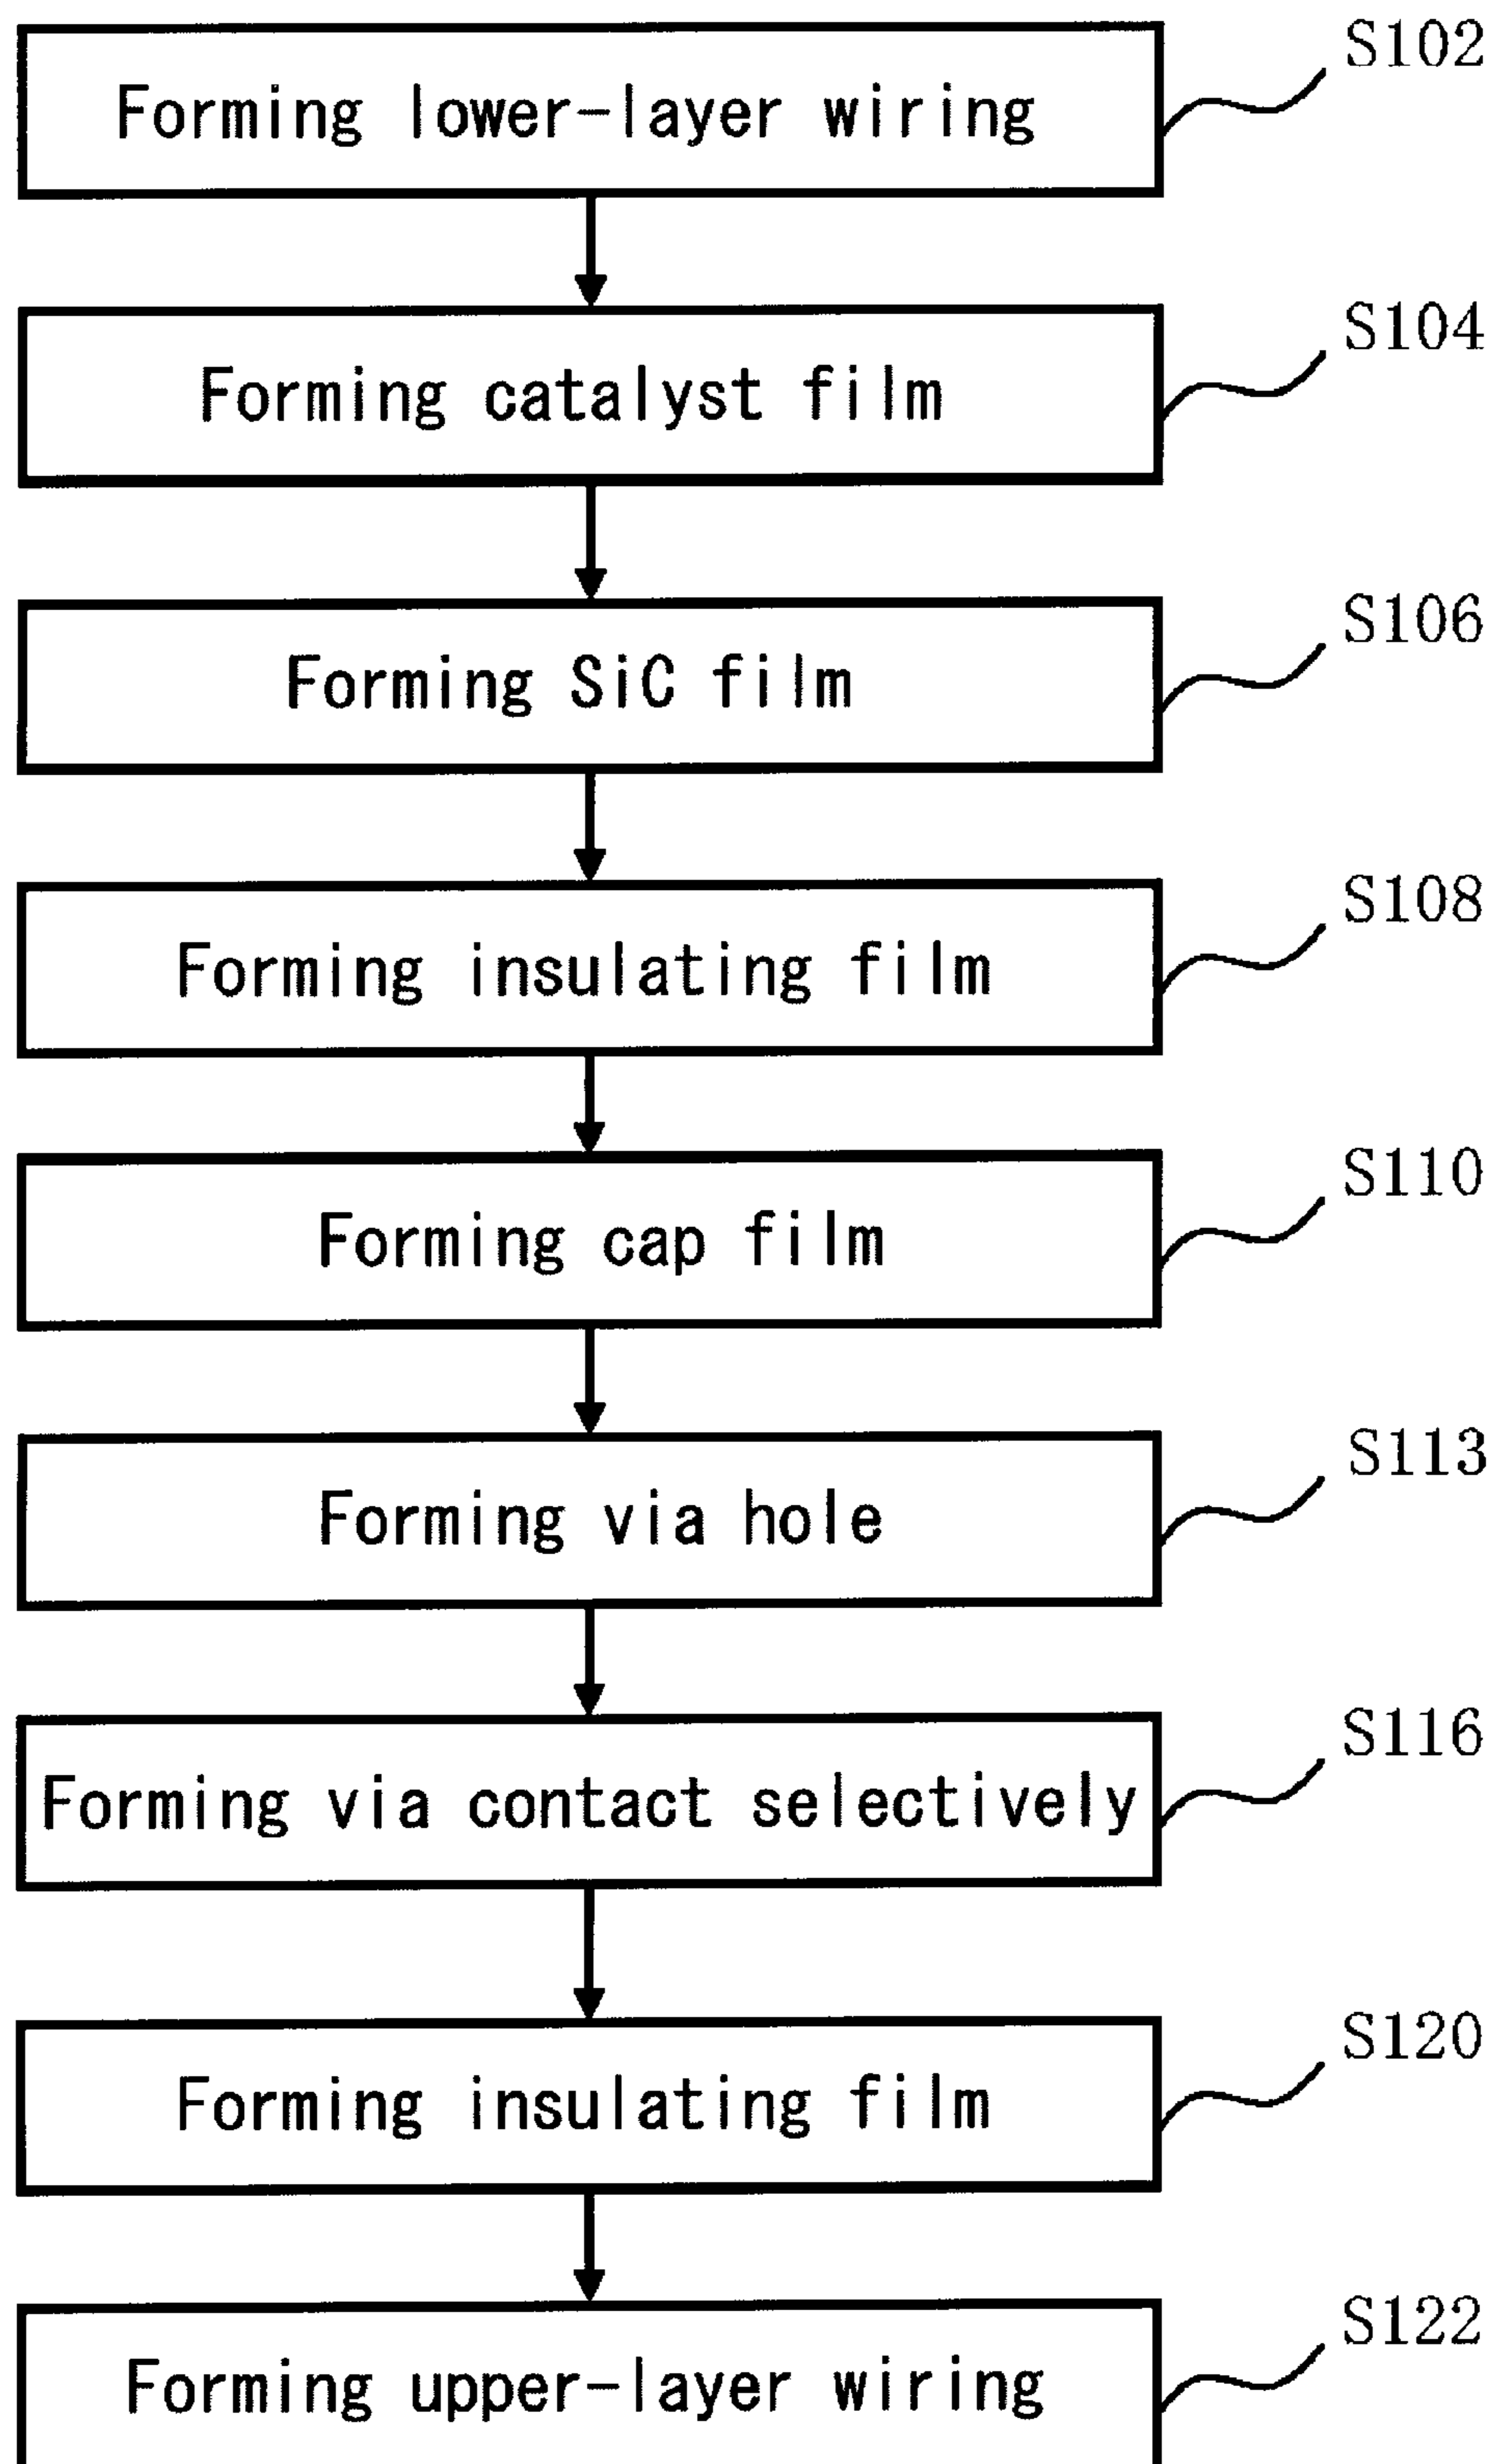 S102
Forming lower-layer wiring
S104
Forming catalyst film
S106
Forming SiC film
S108
Forming insulating film
S110
Forming cap film
S113
Forming via hole
S116
Forming via contact selectively
S120
Forming insulating film
S122
Forming upper-layer wiring